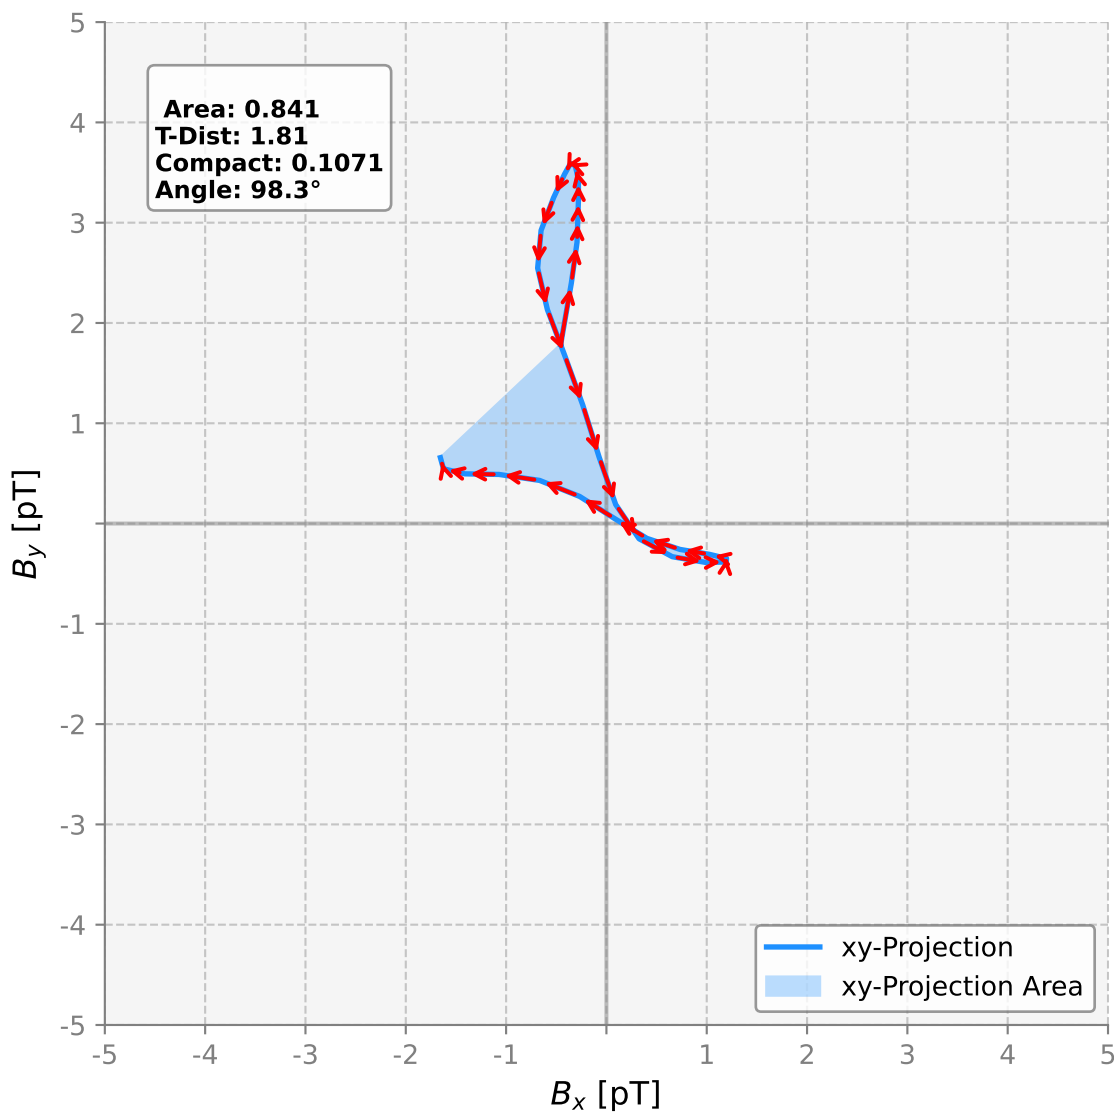 Area: 0.841
T-Dist: 1.81
Compact: 0.1071
Angle: 98.3°
5
4
3
2
1
-1
-2
-3
-4
-5
B_y [pT]
-5 -4 -3 -2 -1 1 2 3 4 5
B_x [pT]
xy-Projection
xy-Projection Area